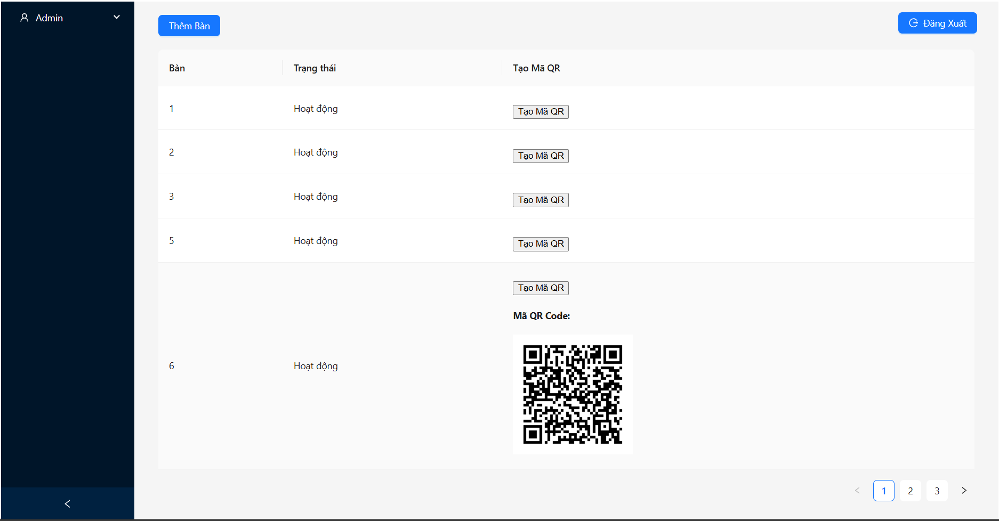 Admin
Thêm Bàn
Đăng Xuất
Bàn Trạng thái Tạo Mã QR
1 Hoạt động Tạo Mã QR
2 Hoạt động Tạo Mã QR
3 Hoạt động Tạo Mã QR
5 Hoạt động Tạo Mã QR
Tạo Mã QR
Mã QR Code:
6 Hoạt động
1 2 3